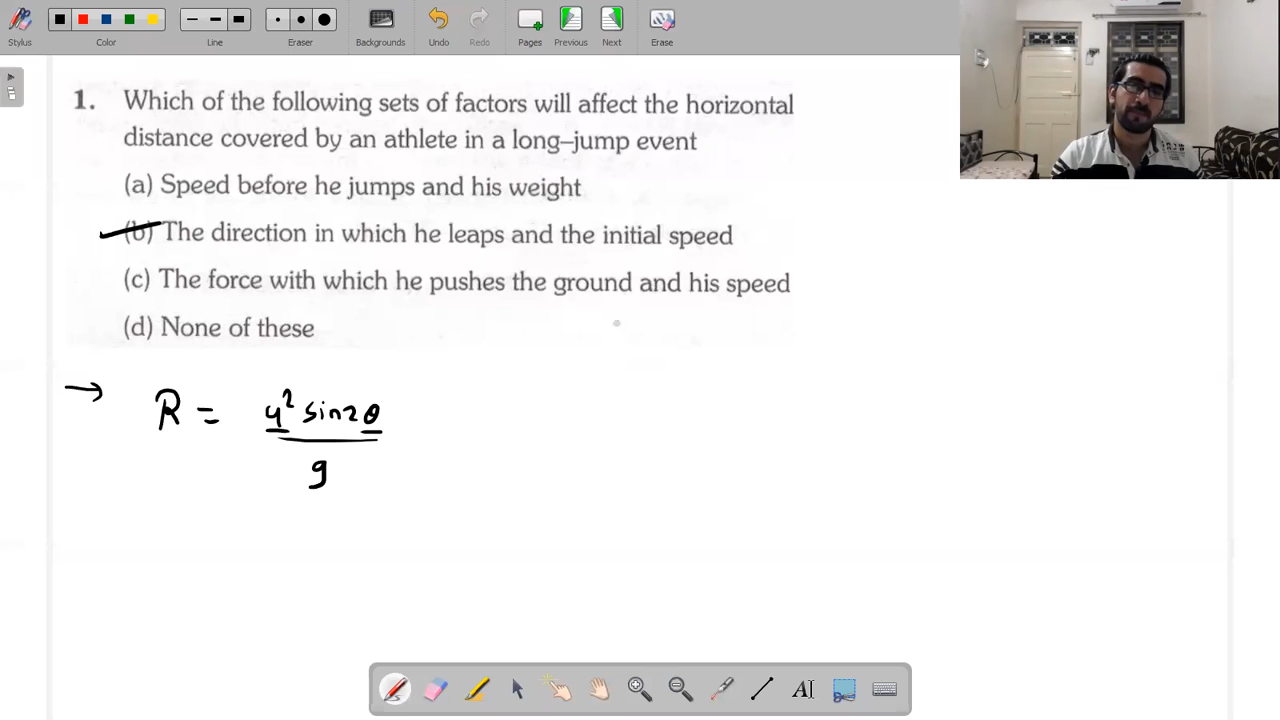 Stylus
Color
Line
Eraser
Backgrounds
Undo
Redo
Pages
Previous
Next
Erase
1. Which of the following sets of factors will affect the horizontal
distance covered by an athlete in a long–jump event
(a) Speed before he jumps and his weight
(b) The direction in which he leaps and the initial speed
(c) The force with which he pushes the ground and his speed
(d) None of these
→ R = u² sin2θ
g
AI